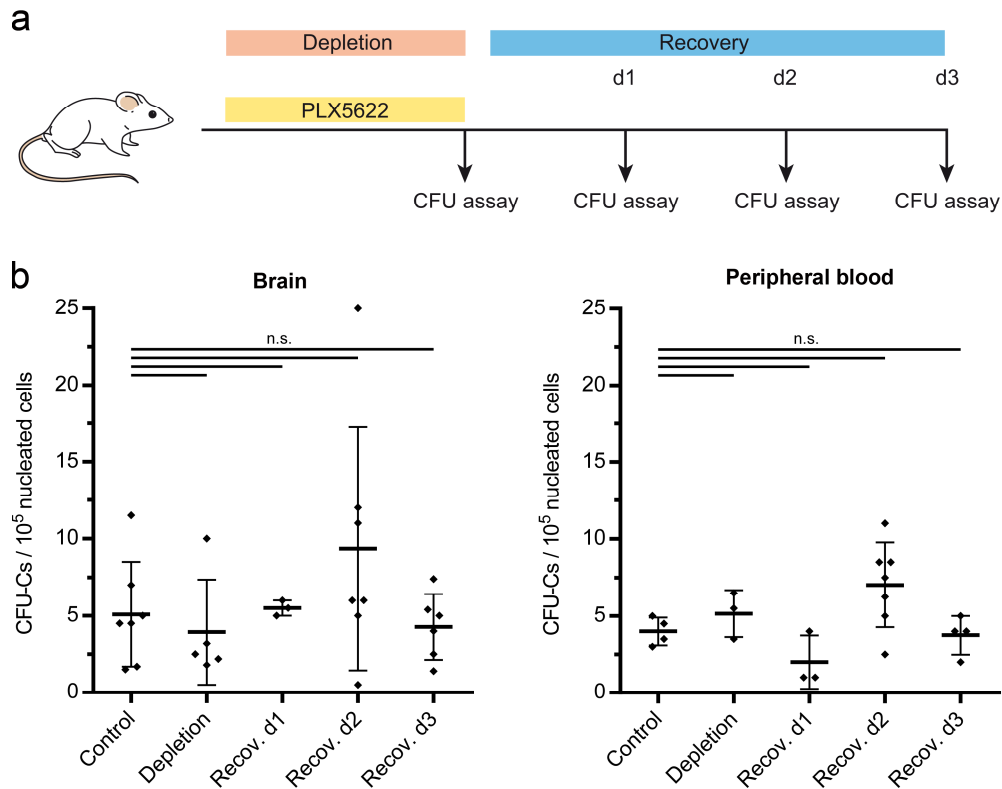 a
Depletion
Recovery
d1 d2 d3
PLX5622
CFU assay CFU assay CFU assay CFU assay
b
Brain
CFU-Cs / 10⁵ nucleated cells
25
20
15
10
5
0
n.s.
Control
Depletion
Recov. d1
Recov. d2
Recov. d3
Peripheral blood
CFU-Cs / 10⁵ nucleated cells
25
20
15
10
5
0
n.s.
Control
Depletion
Recov. d1
Recov. d2
Recov. d3